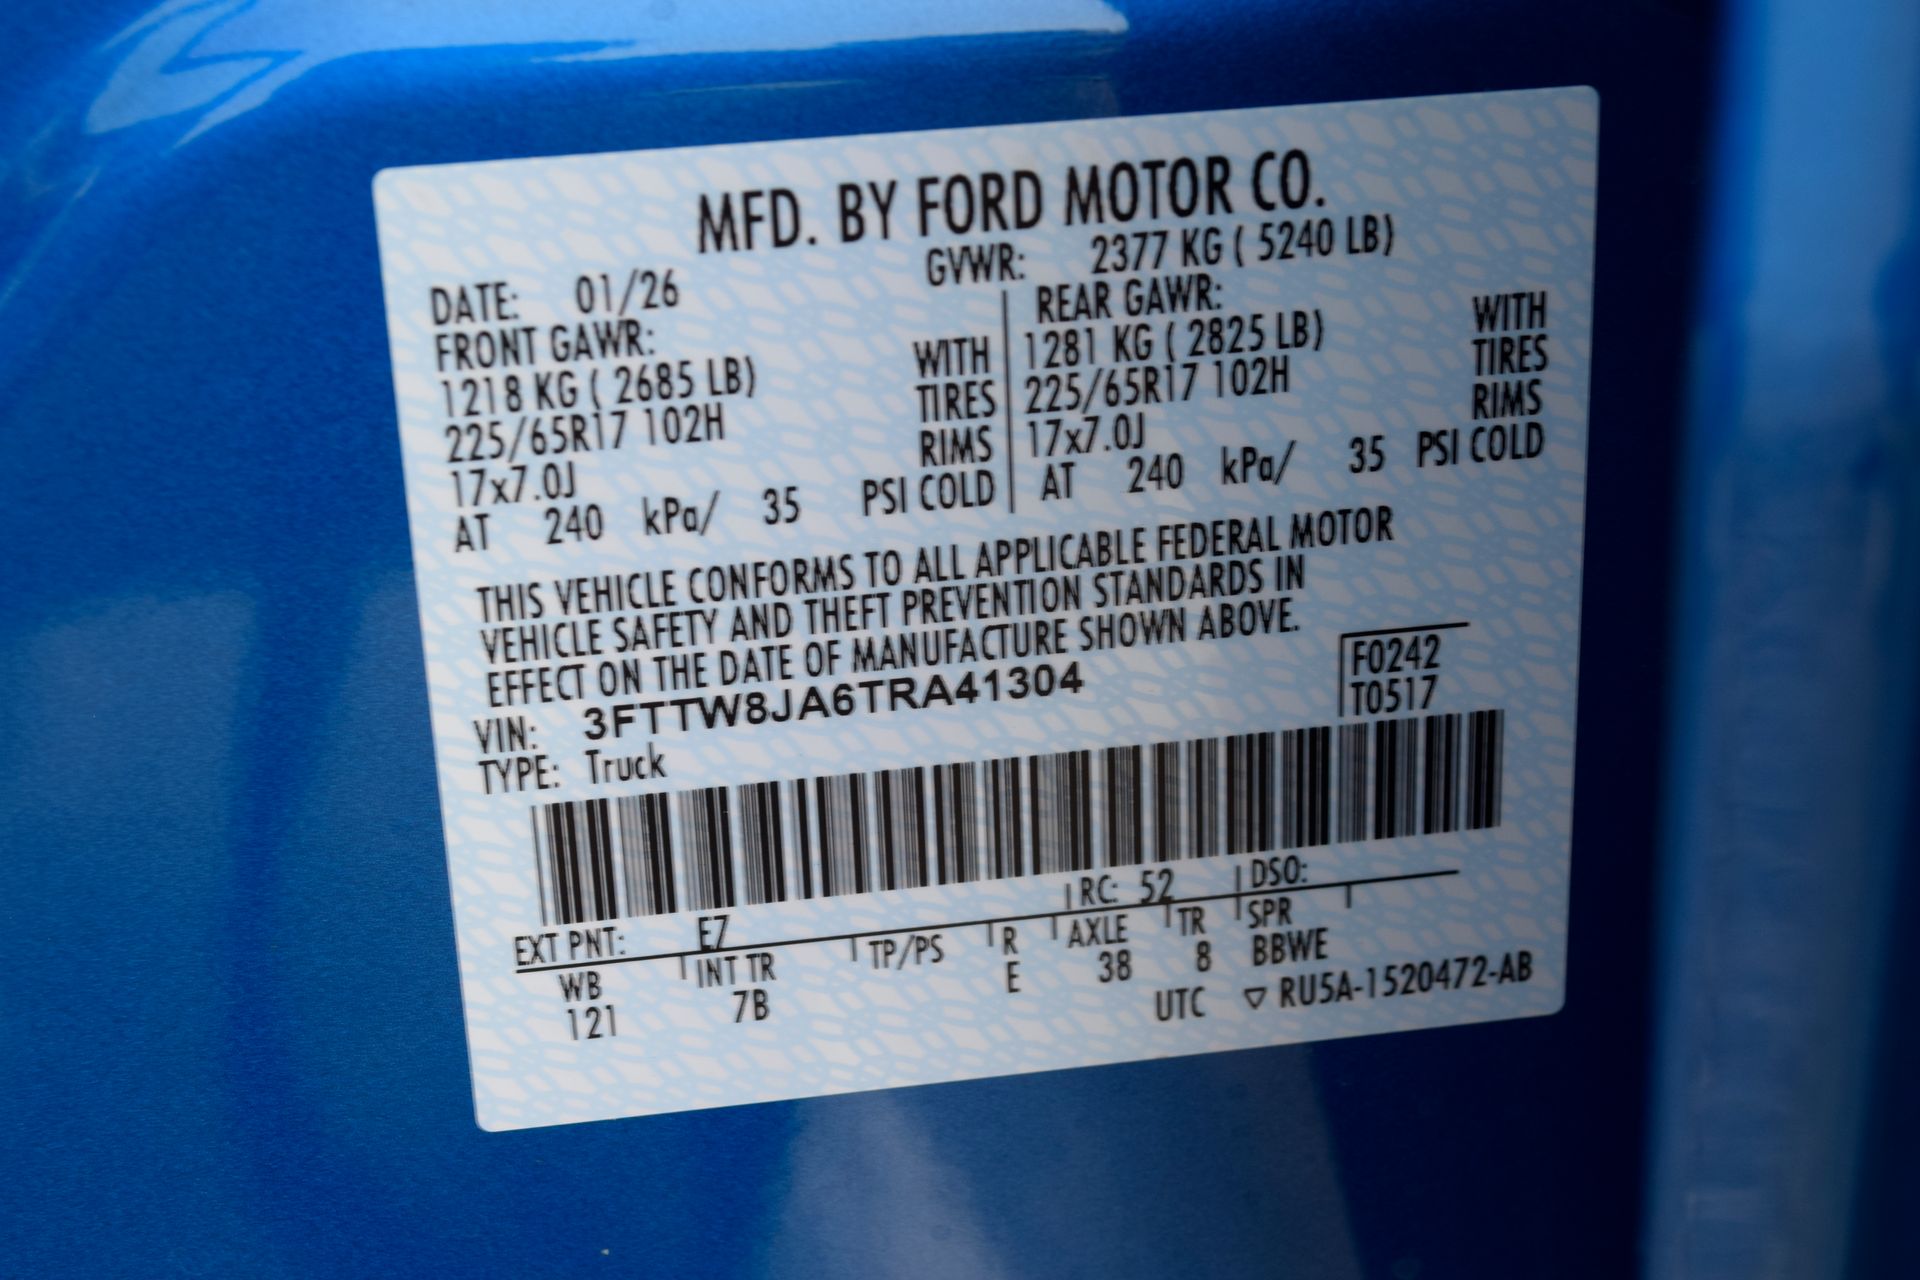 MFD. BY FORD MOTOR CO.
DATE: 01/26 GVWR: 2377 KG ( 5240 LB)
FRONT GAWR: REAR GAWR:
1218 KG ( 2685 LB) WITH 1281 KG ( 2825 LB) WITH
225/65R17 102H TIRES 225/65R17 102H TIRES
17x7.0J RIMS 17x7.0J RIMS
AT 240 kPa/ 35 PSI COLD AT 240 kPa/ 35 PSI COLD
THIS VEHICLE CONFORMS TO ALL APPLICABLE FEDERAL MOTOR
VEHICLE SAFETY AND THEFT PREVENTION STANDARDS IN
EFFECT ON THE DATE OF MANUFACTURE SHOWN ABOVE.
F0242
VIN: 3FTTW8JA6TRA41304 T0517
TYPE: Truck
RC: 52 DSO:
EXT PNT: E7
WB INT TR TP/PS R AXLE TR SPR
121 7B E 38 8 BBWE
UTC ▽ RU5A-1520472-AB